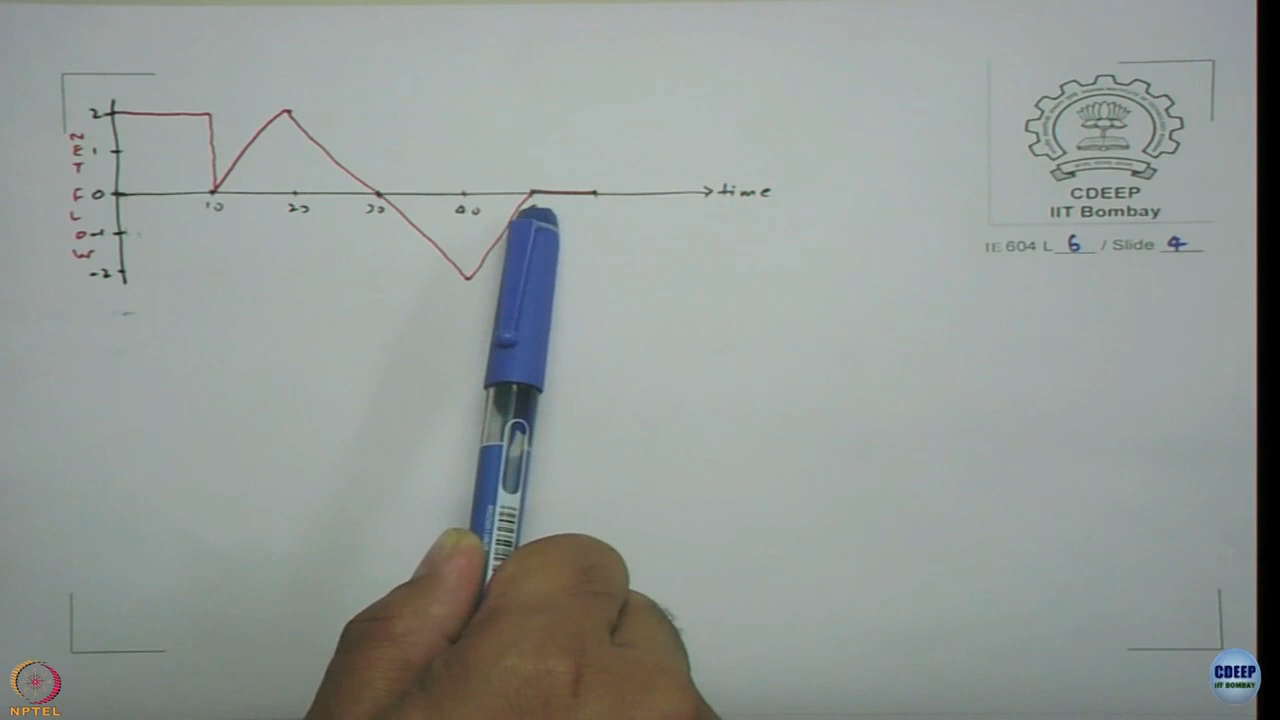 2
1
0
-1
-2
NET FLOW
10 20 30 40
time
CDEEP
IIT Bombay
IE 604 L 6 / Slide 4
NPTEL
CDEEP
IIT BOMBAY